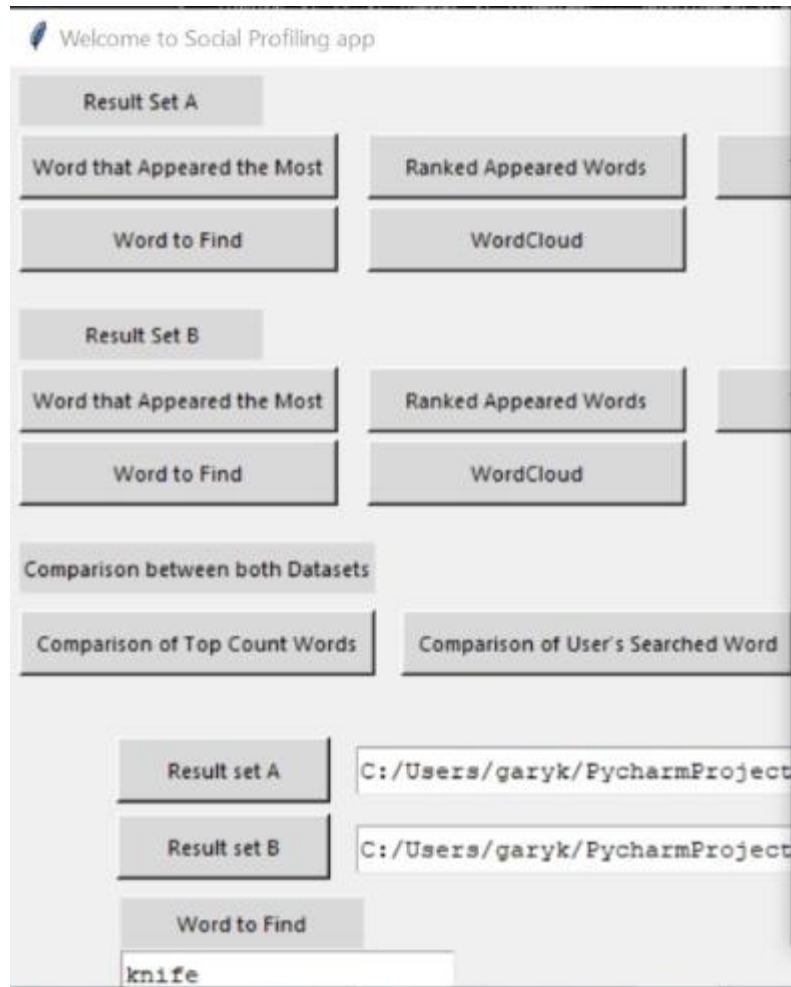 Welcome to Social Profiling app
Result Set A
Word that Appeared the Most
Ranked Appeared Words
Word to Find
WordCloud
Result Set B
Word that Appeared the Most
Ranked Appeared Words
Word to Find
WordCloud
Comparison between both Datasets
Comparison of Top Count Words
Comparison of User's Searched Word
Result set A
C:/Users/garyk/PycharmProject
Result set B
C:/Users/garyk/PycharmProject
Word to Find
knife